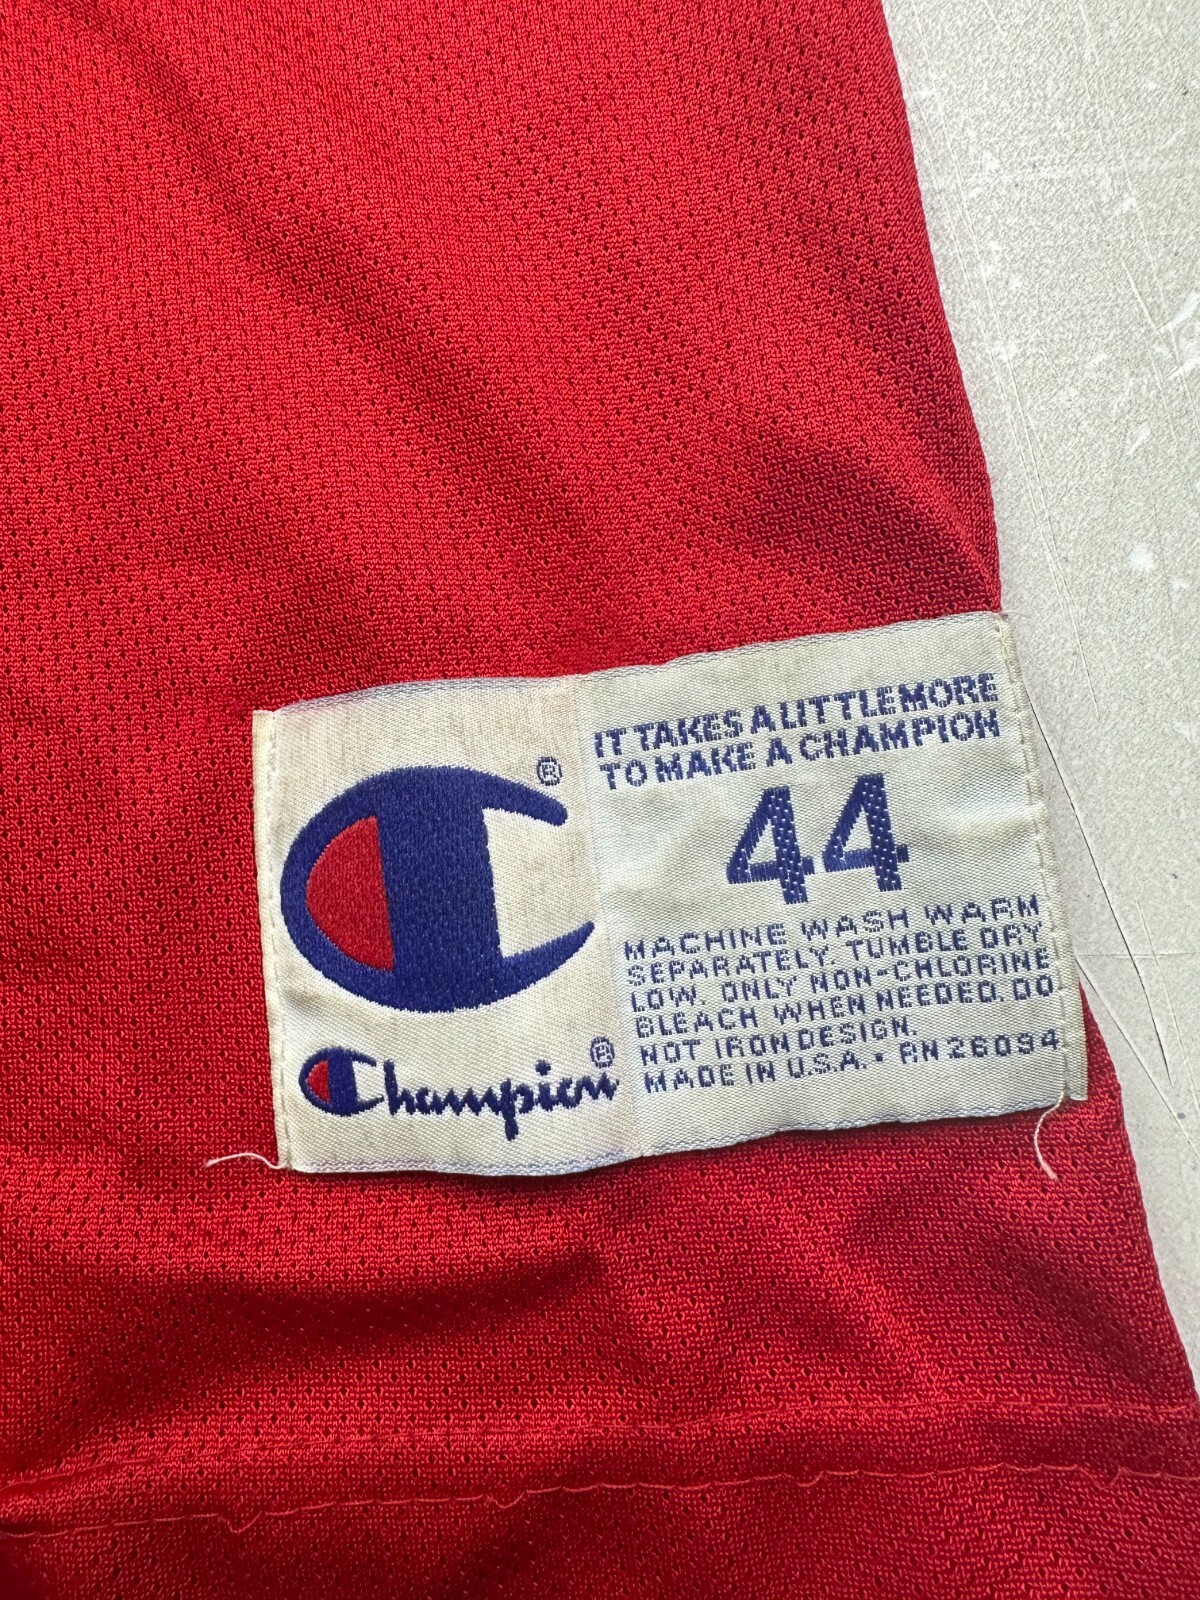 ®
Champion®
IT TAKES A LITTLE MORE
TO MAKE A CHAMPION
44
MACHINE WASH WARM
SEPARATELY. TUMBLE DRY
LOW. ONLY NON-CHLORINE
BLEACH WHEN NEEDED. DO
NOT IRON DESIGN.
MADE IN U.S.A. • RN 26094